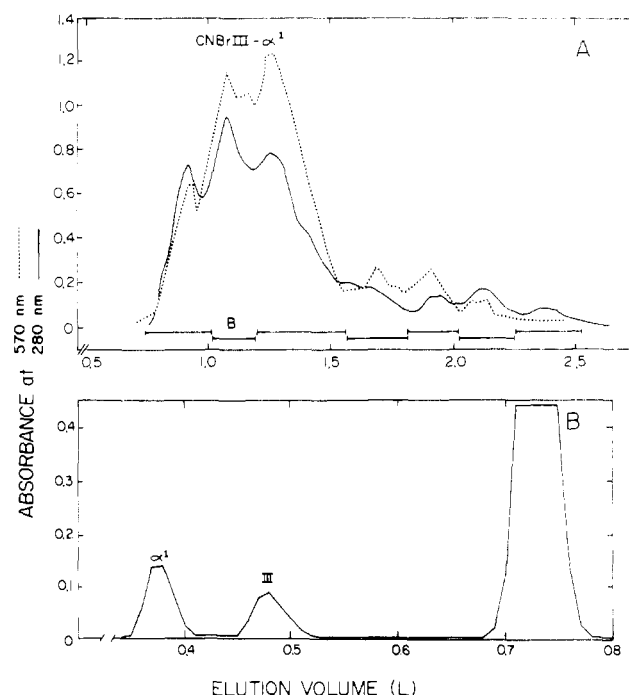 1,4
CNBrIII-α¹
A
1,2
1,0
0,8
0,6
0,4
0,2
0
B
0,5
1,0
1,5
2,0
2,5
ABSORBANCE at 570 nm
280 nm
B
0,4
0,3
0,2
0,1
0
α¹
III
0,4
0,5
0,6
0,7
0,8
ELUTION VOLUME (L)